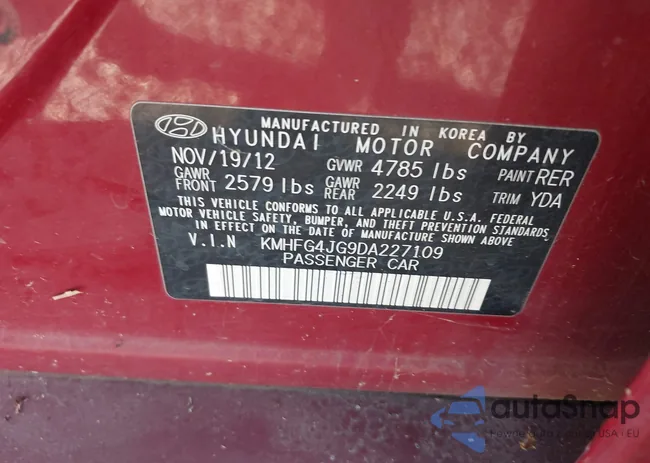 MANUFACTURED IN KOREA BY
HYUNDAI MOTOR COMPANY
NOV/19/12 GVWR 4785 lbs PAINT RER
GAWR FRONT 2579 lbs GAWR REAR 2249 lbs TRIM YDA
THIS VEHICLE CONFORMS TO ALL APPLICABLE U.S.A. FEDERAL
MOTOR VEHICLE SAFETY, BUMPER, AND THEFT PREVENTION STANDARDS
IN EFFECT ON THE DATE OF MANUFACTURE SHOWN ABOVE
V.I.N KMHFG4JG9DA227109
PASSENGER CAR
autoSnap
USA - EU